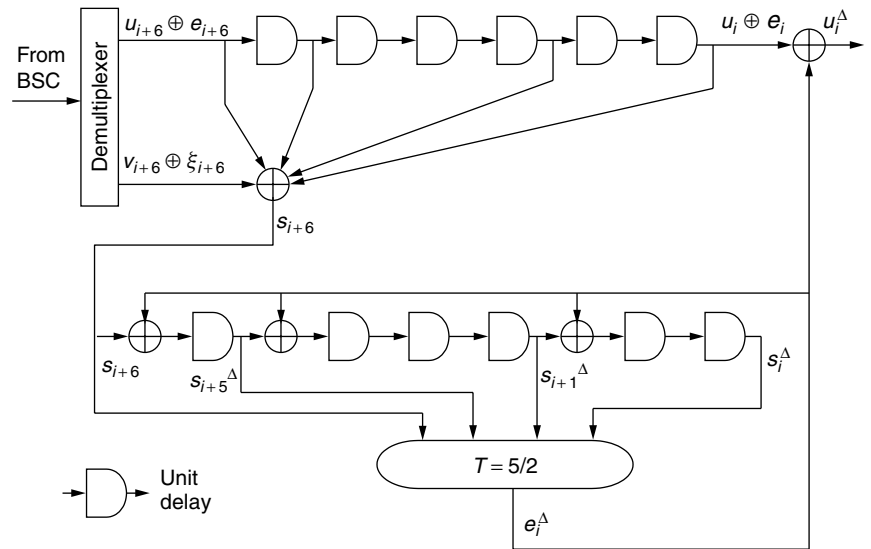 From
BSC
Demultiplexer
u_{i+6} ⊕ e_{i+6}
u_i ⊕ e_i
u_i^Δ
v_{i+6} ⊕ ξ_{i+6}
s_{i+6}
s_{i+6}
s_{i+5}^Δ
s_{i+1}^Δ
s_i^Δ
T = 5/2
Unit
delay
e_i^Δ